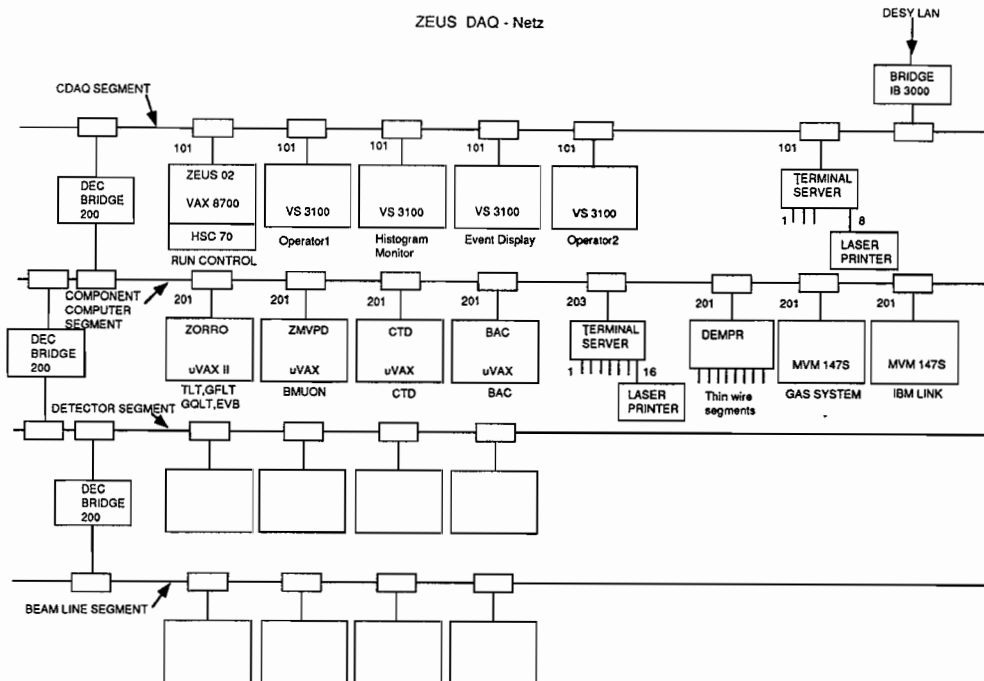 ZEUS DAQ - Netz
DESY LAN
BRIDGE
IB 3000
CDAQ SEGMENT
101
101
101
101
101
101
DEC
BRIDGE
200
ZEUS 02
VAX 8700
HSC 70
RUN CONTROL
VS 3100
Operator1
VS 3100
Histogram
Monitor
VS 3100
Event Display
VS 3100
Operator2
TERMINAL
SERVER
1
8
LASER
PRINTER
COMPONENT
COMPUTER
SEGMENT
201
201
201
201
203
201
201
201
DEC
BRIDGE
200
ZORRO
uVAX II
TLT,GFLT
GQLT,EVB
ZMVPD
uVAX
BMUON
CTD
uVAX
CTD
BAC
uVAX
BAC
TERMINAL
SERVER
1
16
LASER
PRINTER
DEMPR
Thin wire
segments
MVM 147S
GAS SYSTEM
MVM 147S
IBM LINK
DETECTOR SEGMENT
DEC
BRIDGE
200
BEAM LINE SEGMENT